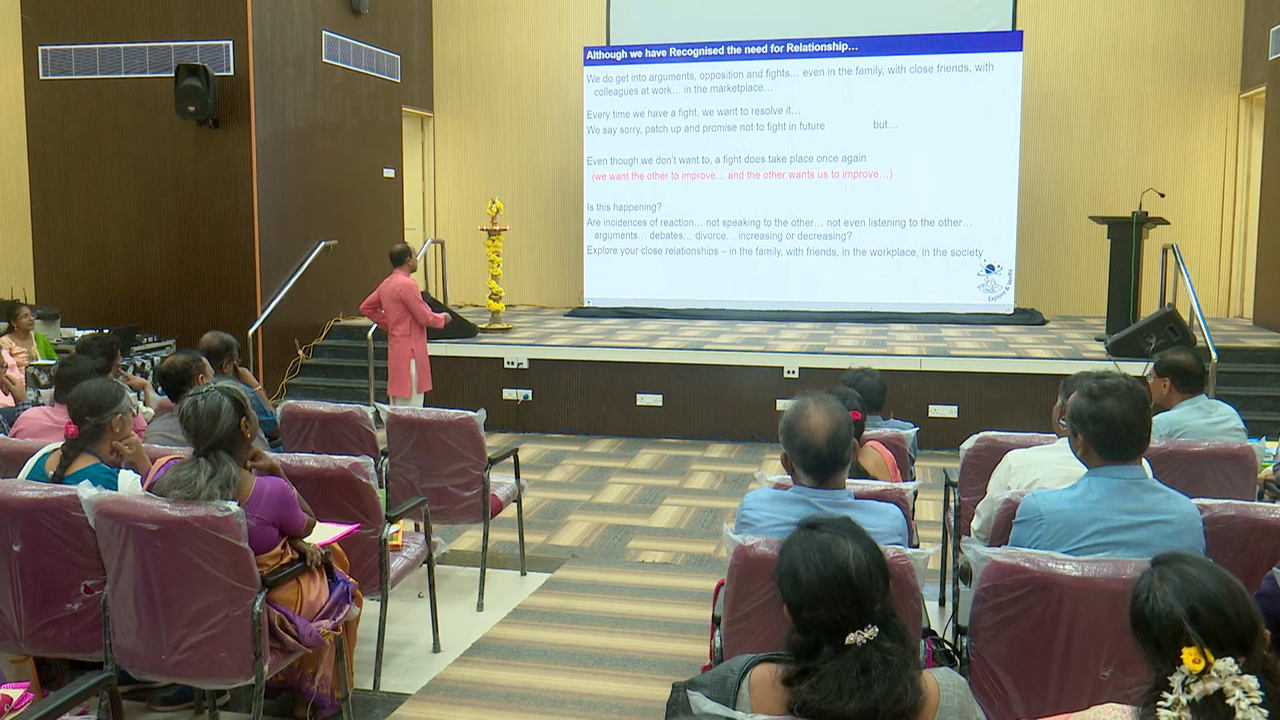 Although we have Recognised the need for Relationship…
We do get into arguments, opposition and fights… even in the family, with close friends, with
colleagues at work… in the marketplace…
Every time we have a fight, we want to resolve it…
We say sorry, patch up and promise not to fight in future but…
Even though we don't want to, a fight does take place once again
(we want the other to improve… and the other wants us to improve…)
Is this happening?
Are incidences of reaction… not speaking to the other… not even listening to the other…
arguments… debates… divorce… increasing or decreasing?
Explore your close relationships – in the family, with friends, in the workplace, in the society
Explore & Verify